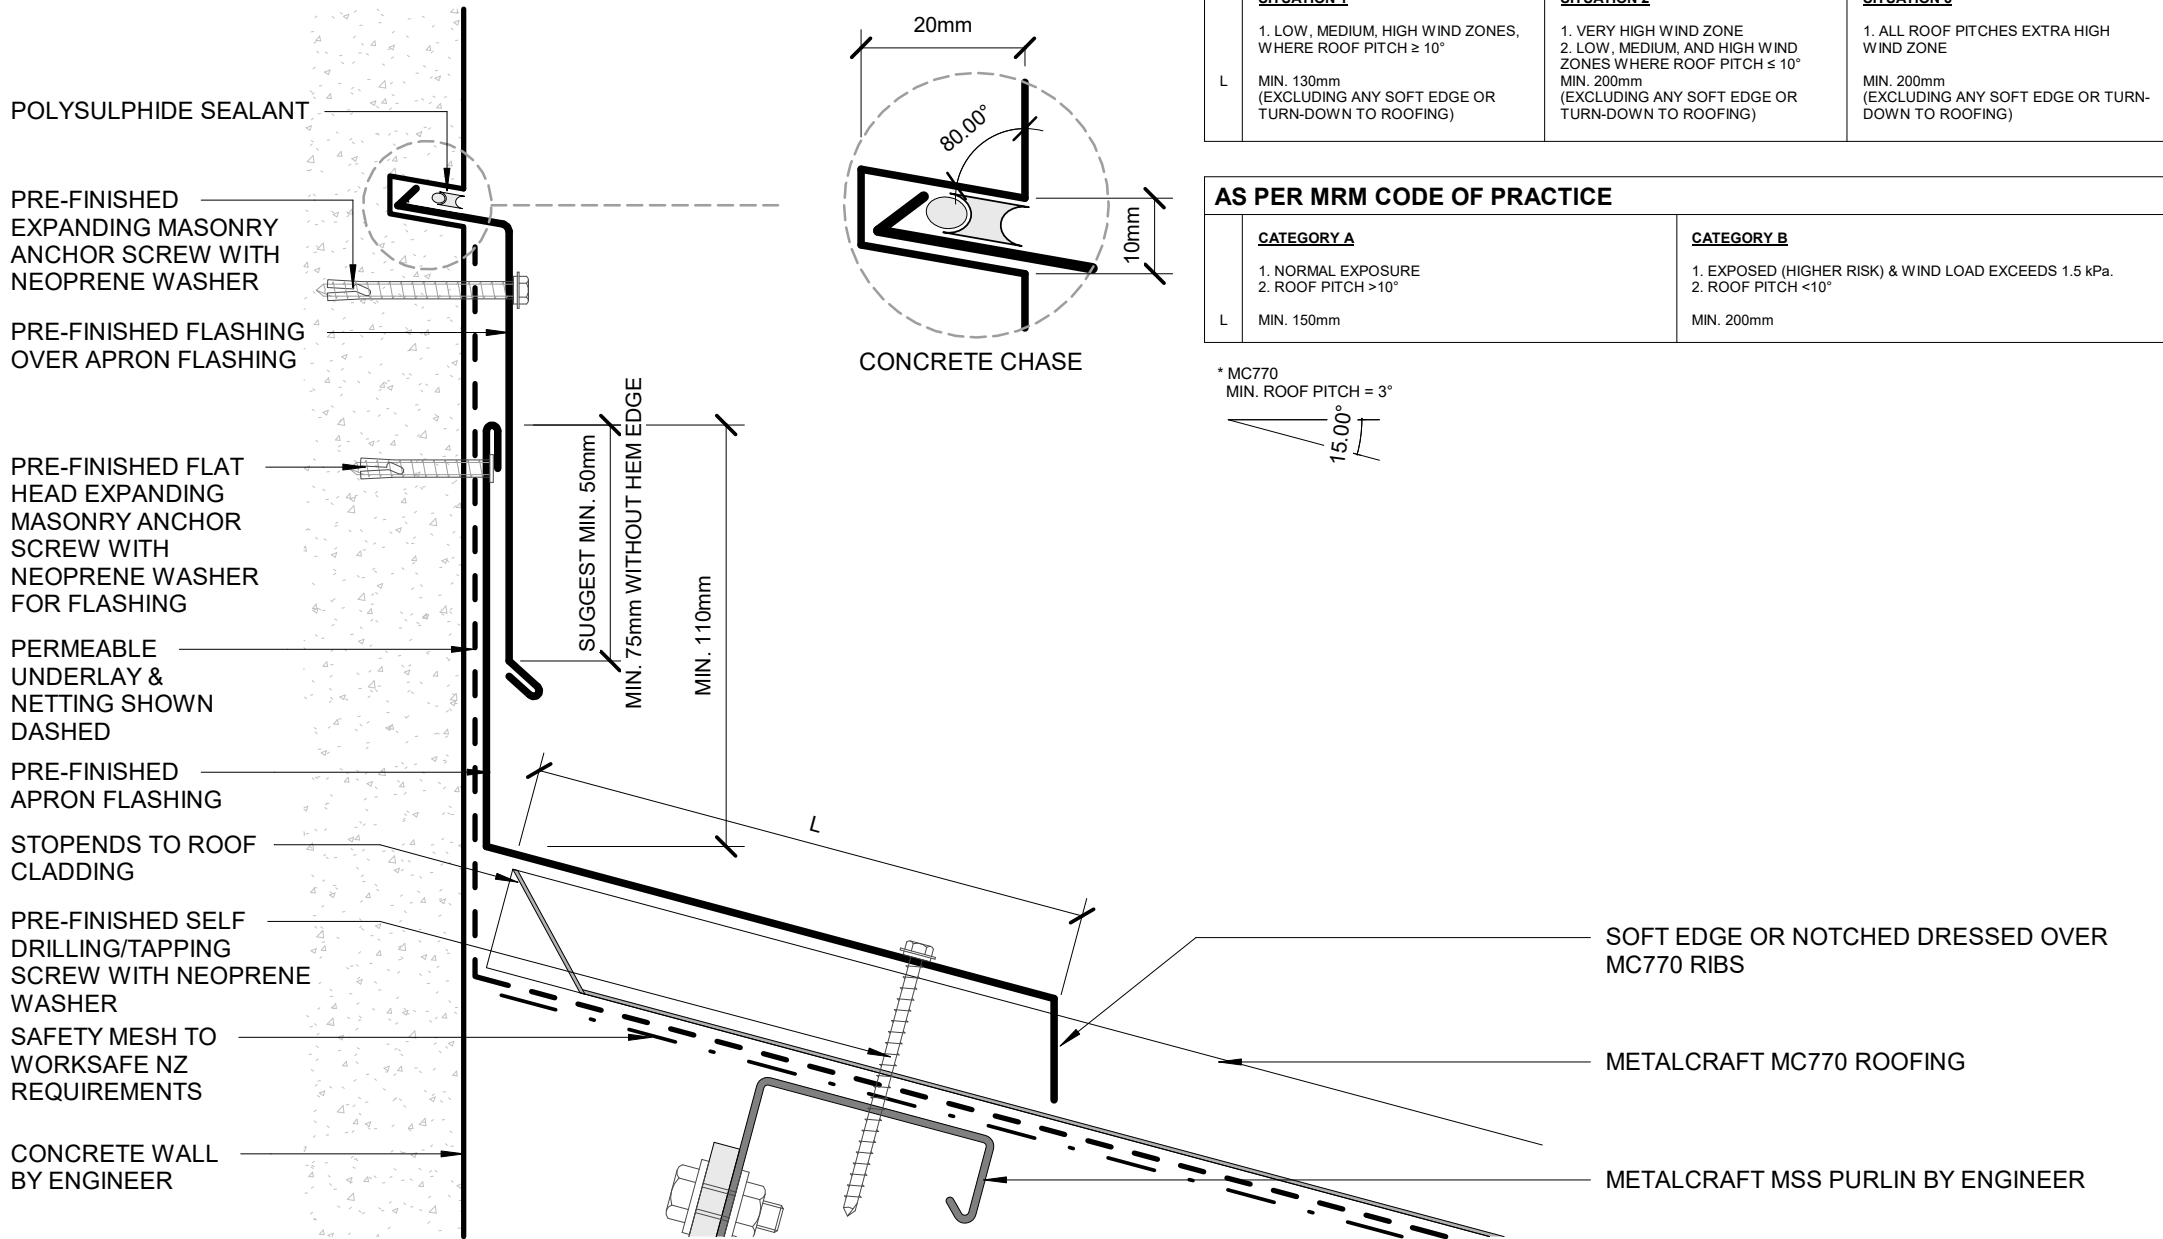 POLYSULPHIDE SEALANT
PRE-FINISHED
EXPANDING MASONRY
ANCHOR SCREW WITH
NEOPRENE WASHER
PRE-FINISHED FLASHING
OVER APRON FLASHING
PRE-FINISHED FLAT
HEAD EXPANDING
MASONRY ANCHOR
SCREW WITH
NEOPRENE WASHER
FOR FLASHING
PERMEABLE
UNDERLAY &
NETTING SHOWN
DASHED
PRE-FINISHED
APRON FLASHING
STOPENDS TO ROOF
CLADDING
PRE-FINISHED SELF
DRILLING/TAPPING
SCREW WITH NEOPRENE
WASHER
SAFETY MESH TO
WORKSAFE NZ
REQUIREMENTS
CONCRETE WALL
BY ENGINEER
SUGGEST MIN. 50mm
MIN. 75mm WITHOUT HEM EDGE
MIN. 110mm
L
20mm
80.00°
10mm
CONCRETE CHASE
SITUATION 1
1. LOW, MEDIUM, HIGH WIND ZONES,
WHERE ROOF PITCH ≥ 10°
L
MIN. 130mm
(EXCLUDING ANY SOFT EDGE OR
TURN-DOWN TO ROOFING)
SITUATION 2
1. VERY HIGH WIND ZONE
2. LOW, MEDIUM, AND HIGH WIND
ZONES WHERE ROOF PITCH ≤ 10°
MIN. 200mm
(EXCLUDING ANY SOFT EDGE OR
TURN-DOWN TO ROOFING)
SITUATION 3
1. ALL ROOF PITCHES EXTRA HIGH
WIND ZONE
MIN. 200mm
(EXCLUDING ANY SOFT EDGE OR TURN-
DOWN TO ROOFING)
AS PER MRM CODE OF PRACTICE
CATEGORY A
1. NORMAL EXPOSURE
2. ROOF PITCH >10°
L
MIN. 150mm
CATEGORY B
1. EXPOSED (HIGHER RISK) & WIND LOAD EXCEEDS 1.5 kPa.
2. ROOF PITCH <10°
MIN. 200mm
* MC770
MIN. ROOF PITCH = 3°
15.00°
SOFT EDGE OR NOTCHED DRESSED OVER
MC770 RIBS
METALCRAFT MC770 ROOFING
METALCRAFT MSS PURLIN BY ENGINEER